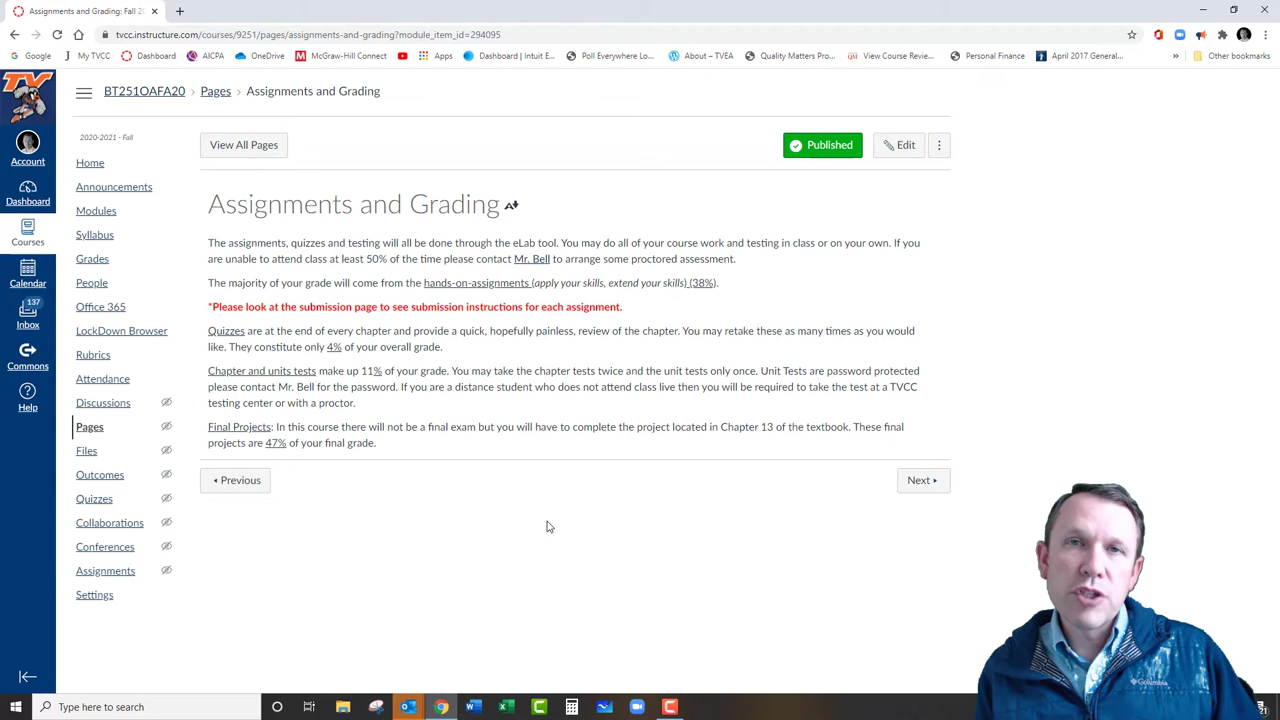 Assignments and Grading: Fall 20
tvcc.instructure.com/courses/9251/pages/assignments-and-grading?module_item_id=294095
Google
My TVCC
Dashboard
AICPA
OneDrive
McGraw-Hill Connect
Apps
Dashboard | Intuit E...
Poll Everywhere Lo...
About – TVEA
Quality Matters Pro...
View Course Revie...
Personal Finance
April 2017 General...
»
Other bookmarks
TV
BT251OAFA20 › Pages › Assignments and Grading
Account
Dashboard
Courses
Calendar
137
Inbox
Commons
Help
2020-2021 - Fall
Home
Announcements
Modules
Syllabus
Grades
People
Office 365
LockDown Browser
Rubrics
Attendance
Discussions
Pages
Files
Outcomes
Quizzes
Collaborations
Conferences
Assignments
Settings
View All Pages
Published
Edit
Assignments and Grading
The assignments, quizzes and testing will all be done through the eLab tool. You may do all of your course work and testing in class or on your own. If you
are unable to attend class at least 50% of the time please contact Mr. Bell to arrange some proctored assessment.
The majority of your grade will come from the hands-on-assignments (apply your skills, extend your skills) (38%).
*Please look at the submission page to see submission instructions for each assignment.
Quizzes are at the end of every chapter and provide a quick, hopefully painless, review of the chapter. You may retake these as many times as you would
like. They constitute only 4% of your overall grade.
Chapter and units tests make up 11% of your grade. You may take the chapter tests twice and the unit tests only once. Unit Tests are password protected
please contact Mr. Bell for the password. If you are a distance student who does not attend class live then you will be required to take the test at a TVCC
testing center or with a proctor.
Final Projects: In this course there will not be a final exam but you will have to complete the project located in Chapter 13 of the textbook. These final
projects are 47% of your final grade.
Previous
Next
Columbia
Type here to search